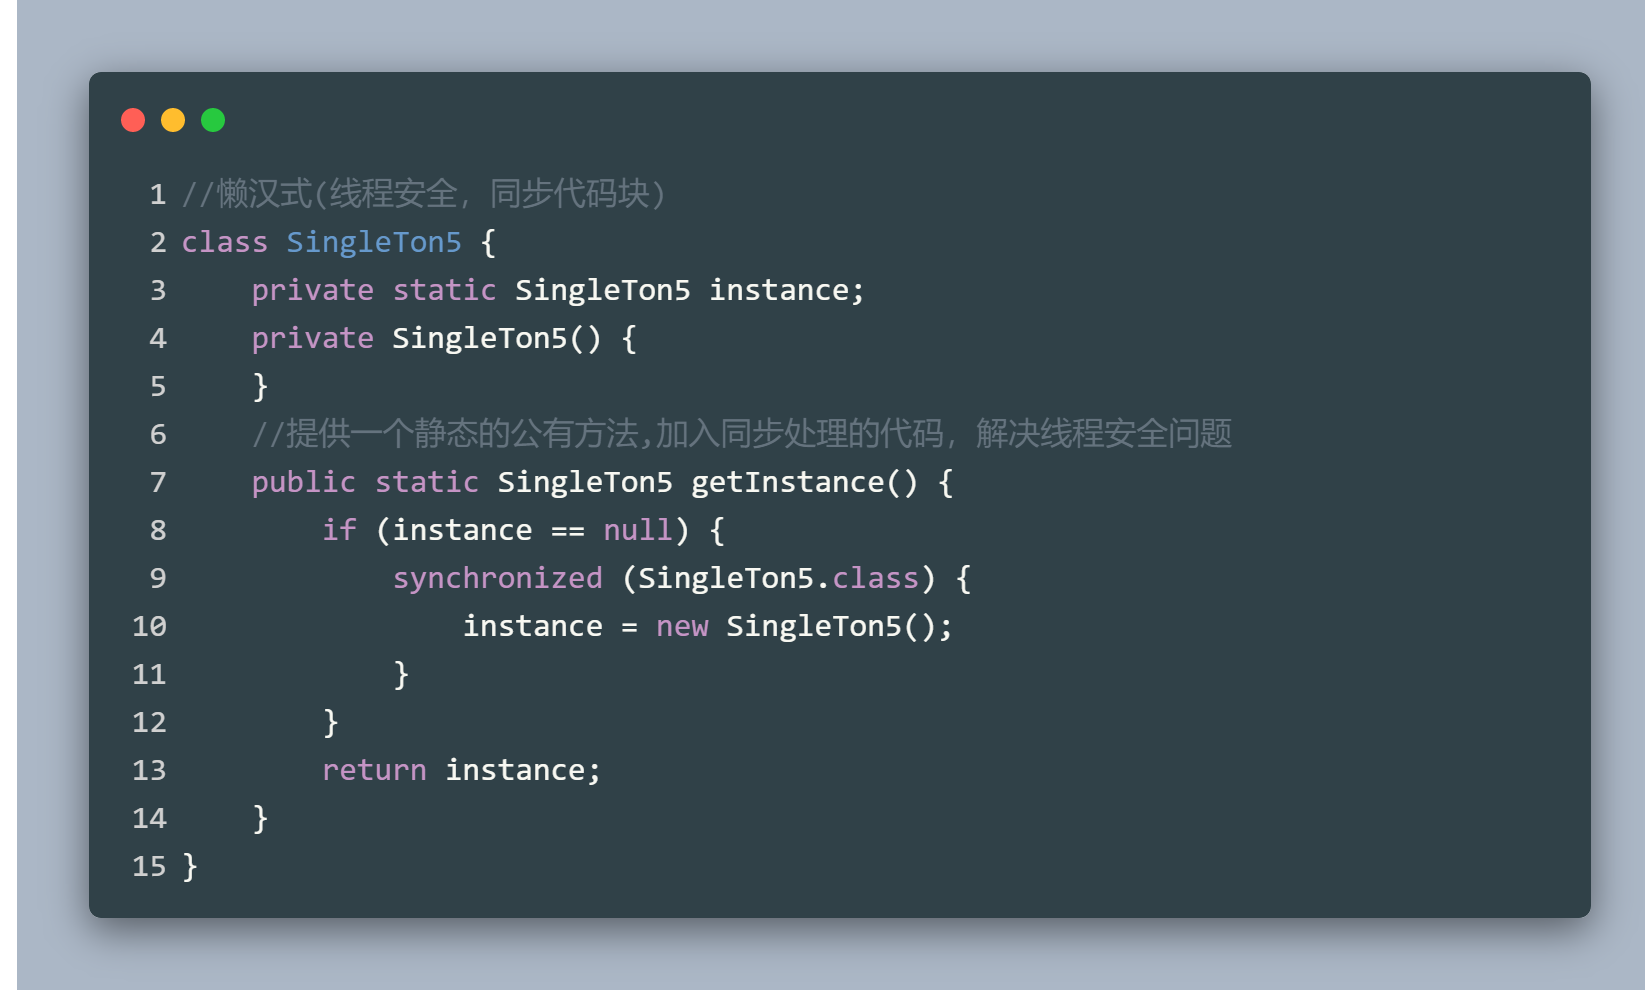 1 //懒汉式(线程安全，同步代码块)
2 class SingleTon5 {
3     private static SingleTon5 instance;
4     private SingleTon5() {
5     }
6     //提供一个静态的公有方法,加入同步处理的代码，解决线程安全问题
7     public static SingleTon5 getInstance() {
8         if (instance == null) {
9             synchronized (SingleTon5.class) {
10                 instance = new SingleTon5();
11             }
12         }
13         return instance;
14     }
15 }